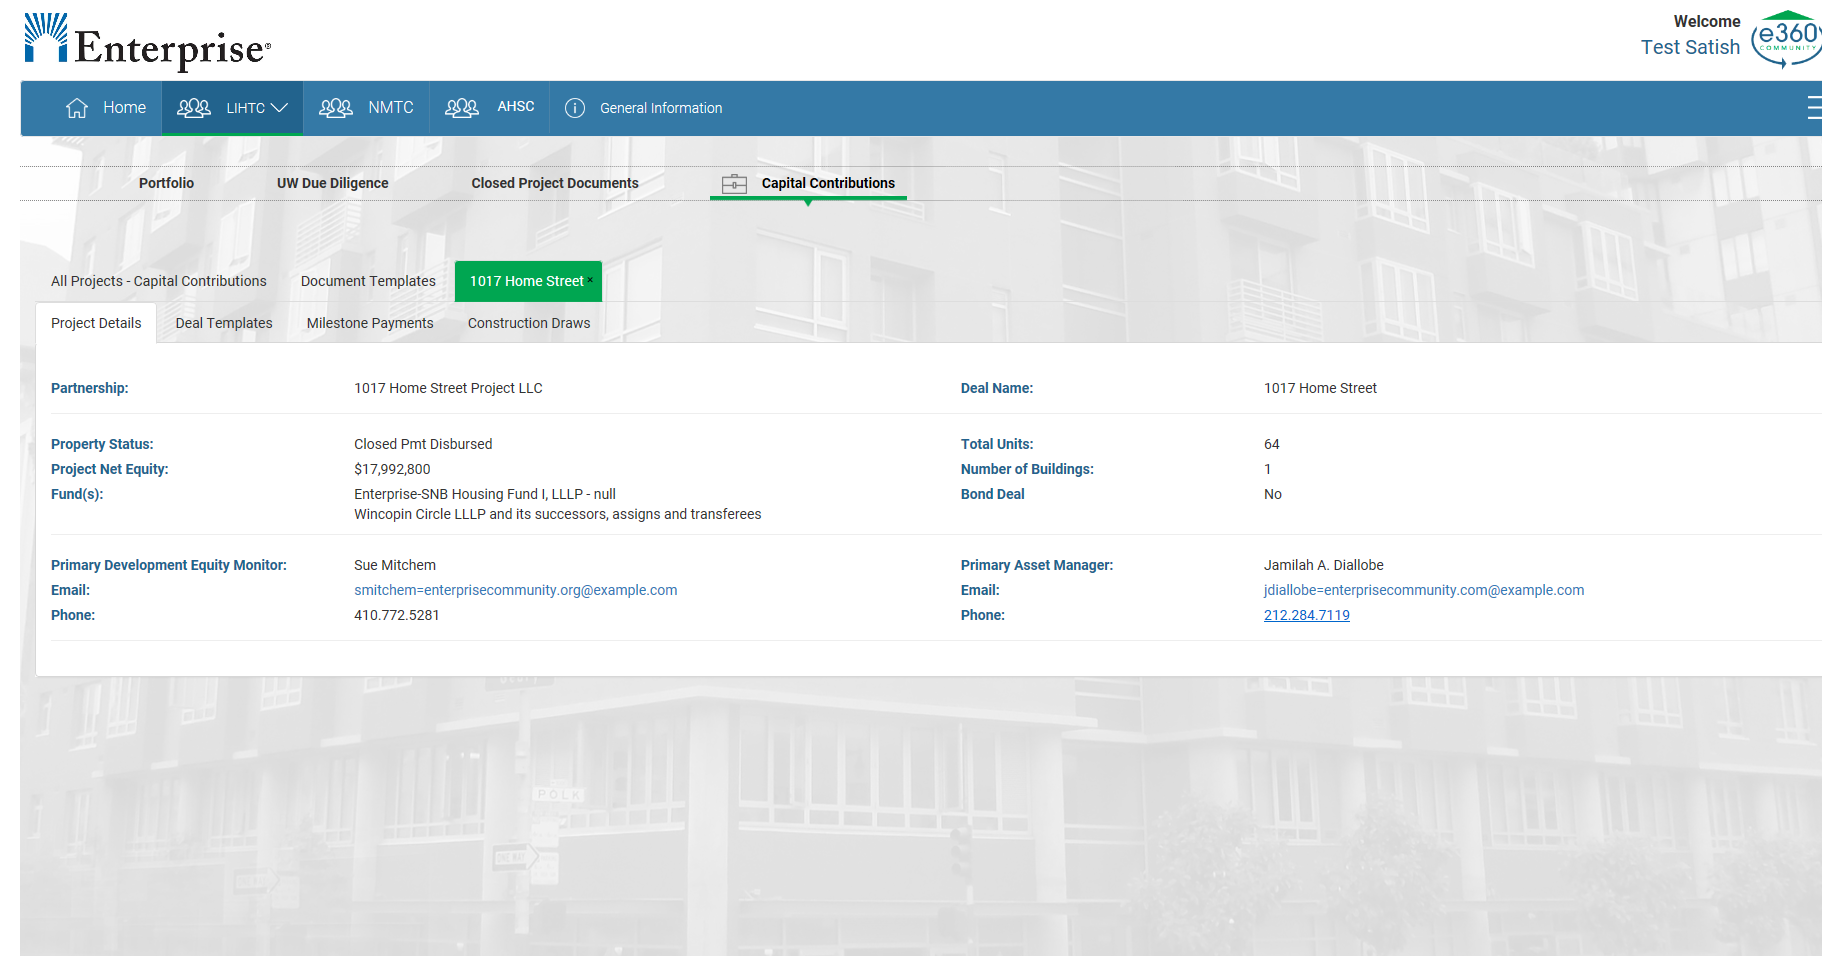 Enterprise®
Welcome
Test Satish
e360
COMMUNITY
Home
LIHTC
NMTC
AHSC
General Information
Portfolio
UW Due Diligence
Closed Project Documents
Capital Contributions
All Projects - Capital Contributions
Document Templates
1017 Home Street ×
Project Details
Deal Templates
Milestone Payments
Construction Draws
Partnership: 1017 Home Street Project LLC
Deal Name: 1017 Home Street
Property Status: Closed Pmt Disbursed
Total Units: 64
Project Net Equity: $17,992,800
Number of Buildings: 1
Fund(s): Enterprise-SNB Housing Fund I, LLLP - null
Wincopin Circle LLLP and its successors, assigns and transferees
Bond Deal No
Primary Development Equity Monitor: Sue Mitchem
Primary Asset Manager: Jamilah A. Diallobe
Email: smitchem=enterprisecommunity.org@example.com
Email: jdiallobe=enterprisecommunity.com@example.com
Phone: 410.772.5281
Phone: 212.284.7119
POLK
ONE WAY